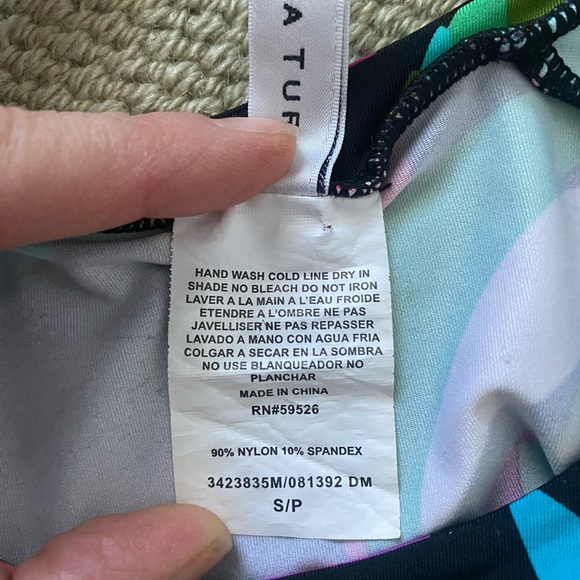 ATUR
HAND WASH COLD LINE DRY IN
SHADE NO BLEACH DO NOT IRON
LAVER A LA MAIN A L'EAU FROIDE
ETENDRE A L'OMBRE NE PAS
JAVELLISER NE PAS REPASSER
LAVADO A MANO CON AGUA FRIA
COLGAR A SECAR EN LA SOMBRA
NO USE BLANQUEADOR NO
PLANCHAR
MADE IN CHINA
RN#59526
90% NYLON 10% SPANDEX
3423835M/081392 DM
S/P